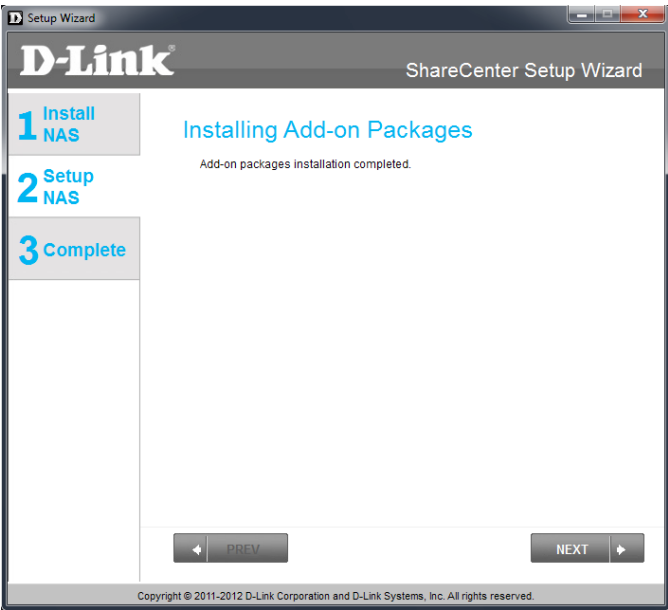 Setup Wizard
D-Link®
ShareCenter Setup Wizard
1 Install
NAS
2 Setup
NAS
3 Complete
Installing Add-on Packages
Add-on packages installation completed.
PREV
NEXT
Copyright © 2011-2012 D-Link Corporation and D-Link Systems, Inc. All rights reserved.